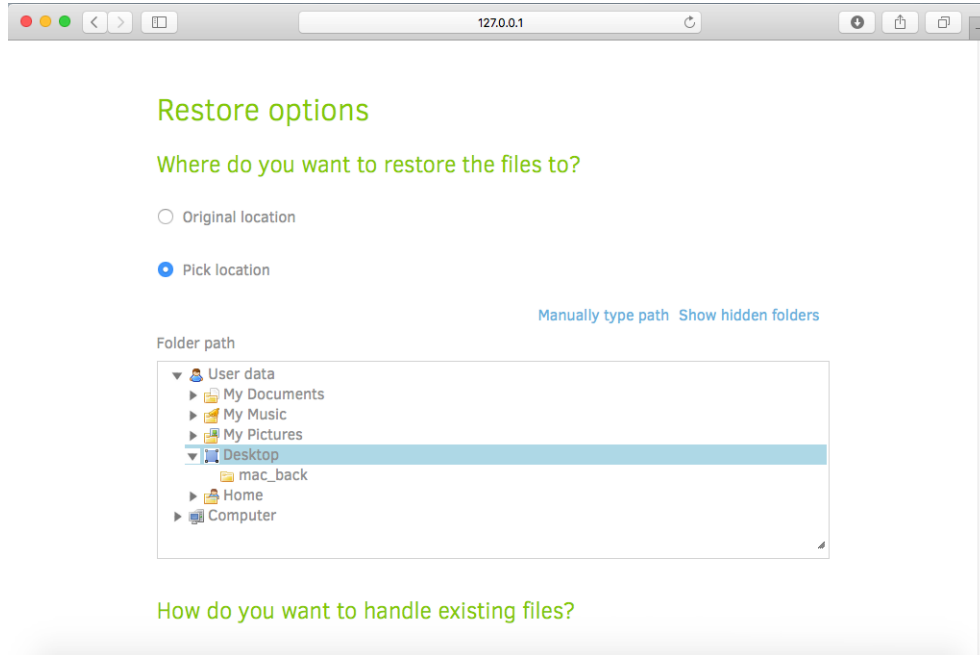 127.0.0.1
Restore options
Where do you want to restore the files to?
Original location
Pick location
Manually type path Show hidden folders
Folder path
User data
My Documents
My Music
My Pictures
Desktop
mac_back
Home
Computer
How do you want to handle existing files?